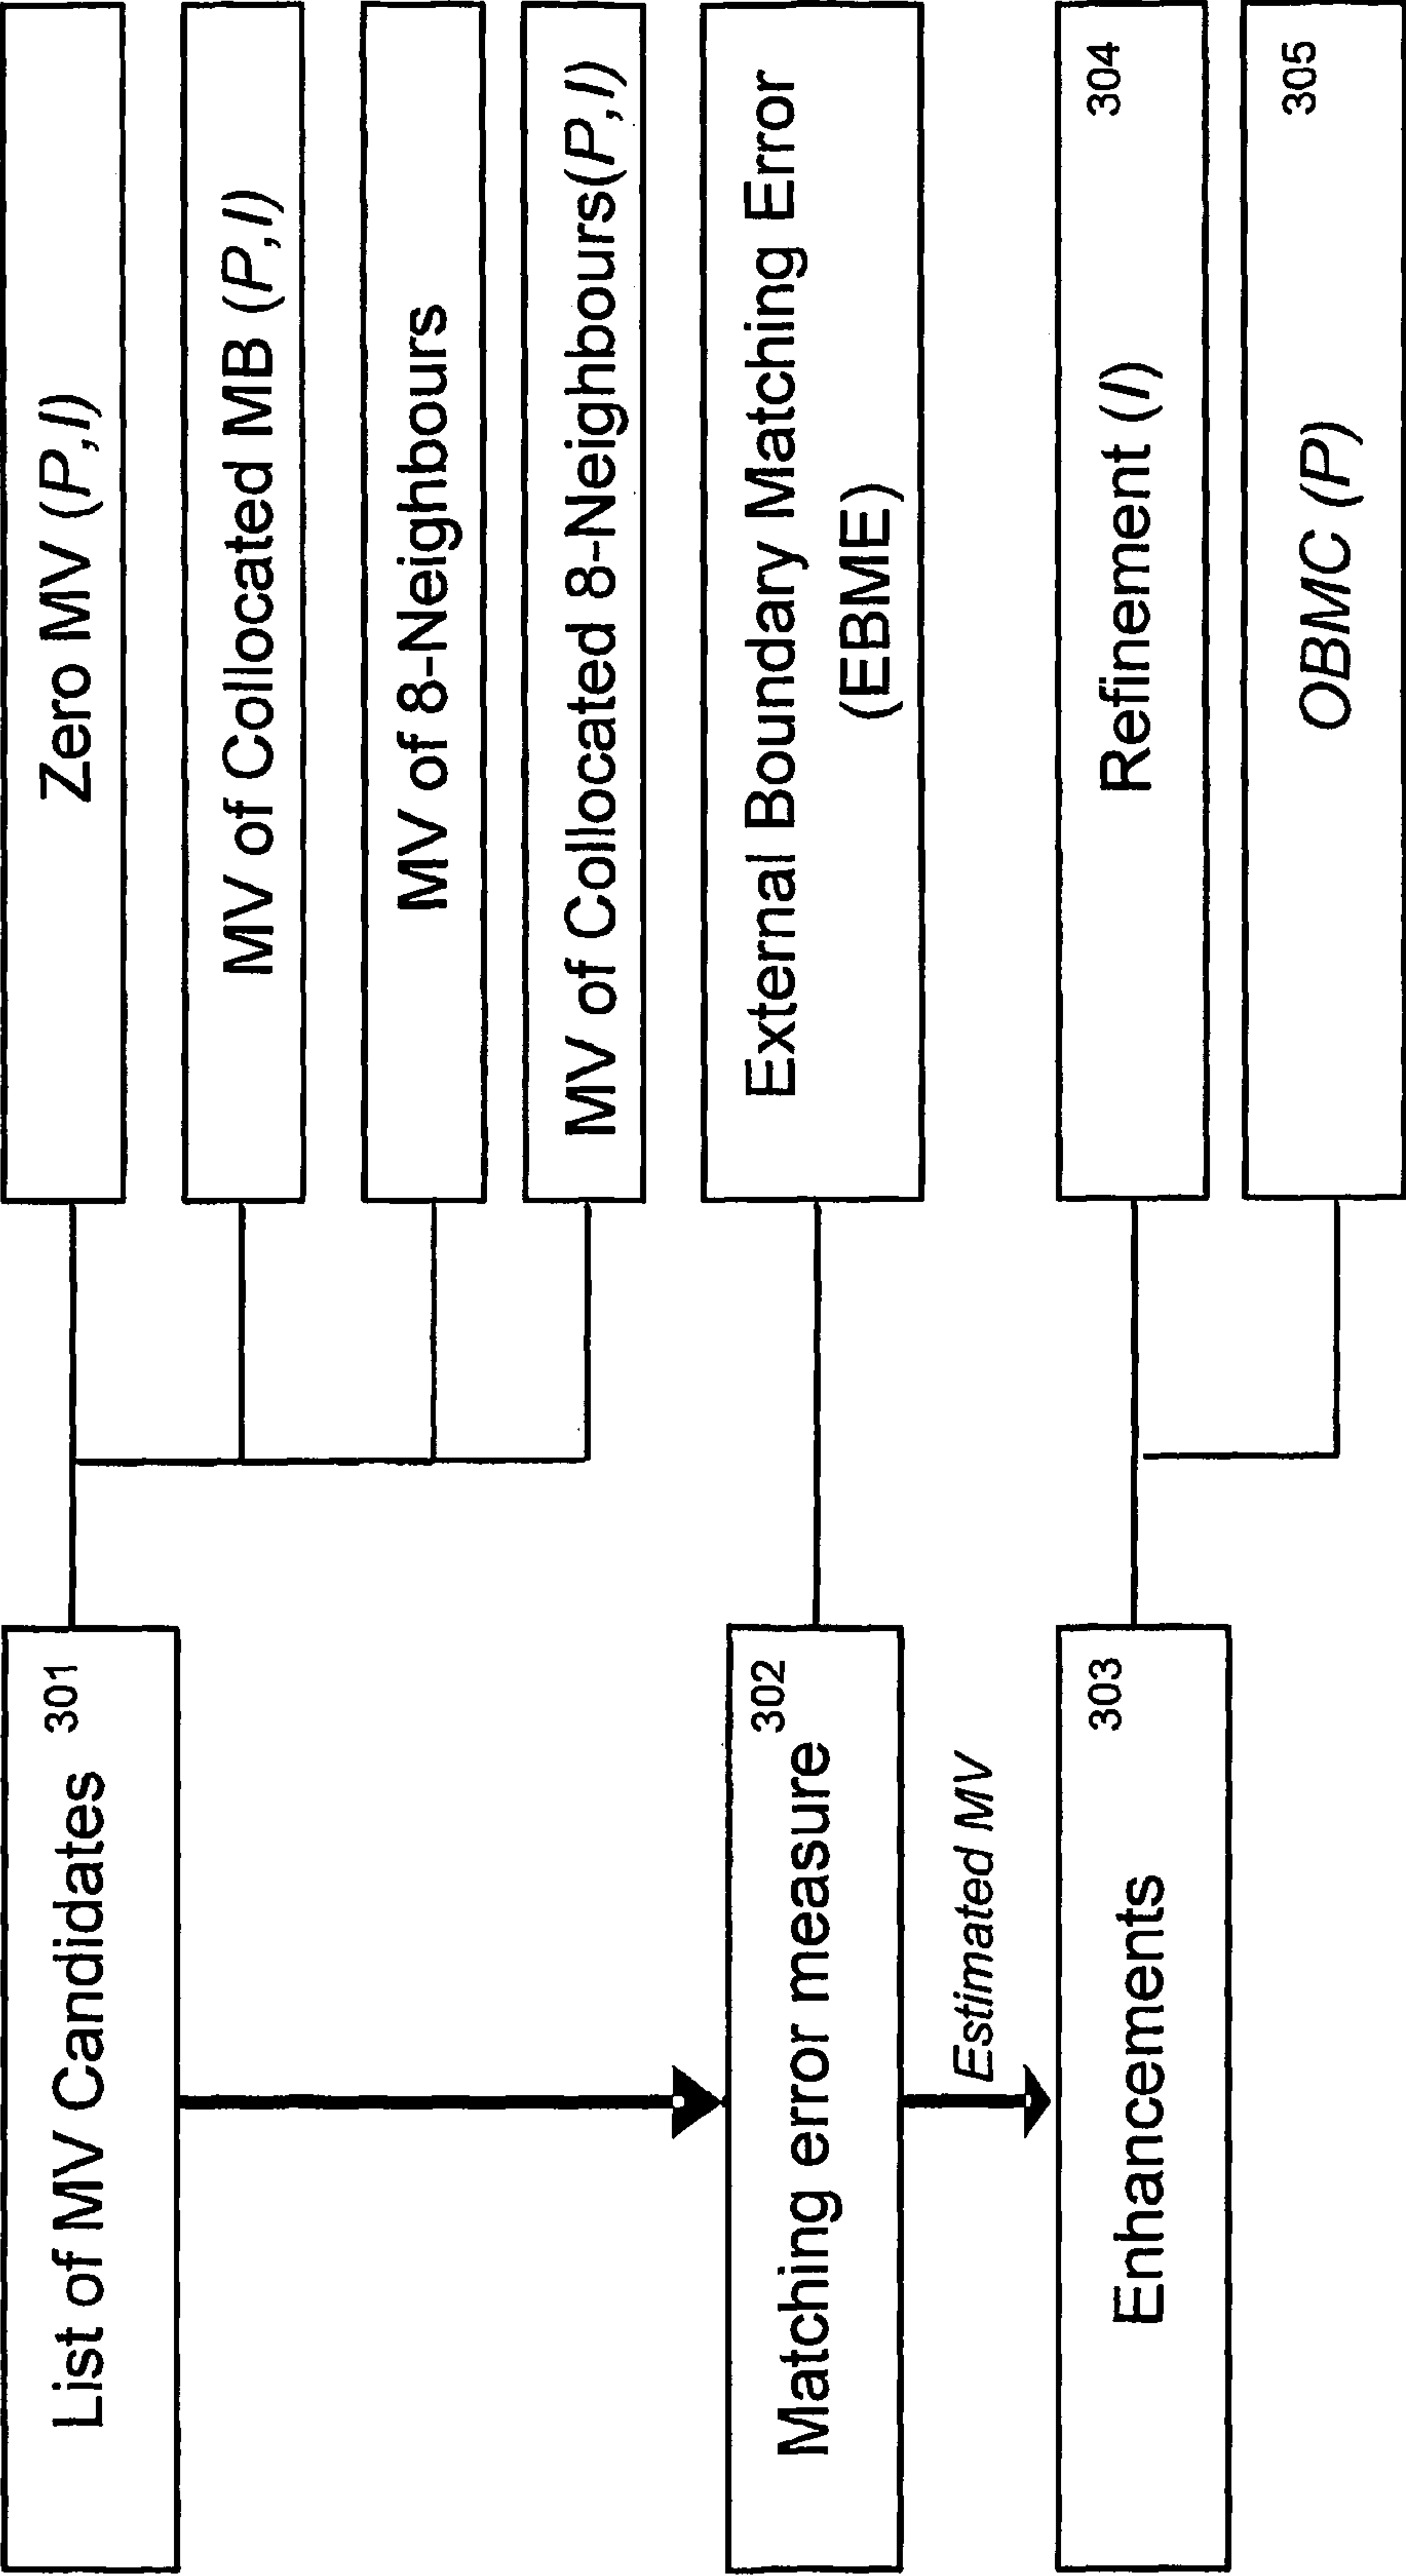 List of MV Candidates
301
Zero MV (P,I)
MV of Collocated MB (P,I)
MV of 8-Neighbours
MV of Collocated 8-Neighbours(P,I)
Matching error measure
302
External Boundary Matching Error
(EBME)
Estimated MV
Enhancements
303
Refinement (I)
304
OBMC (P)
305